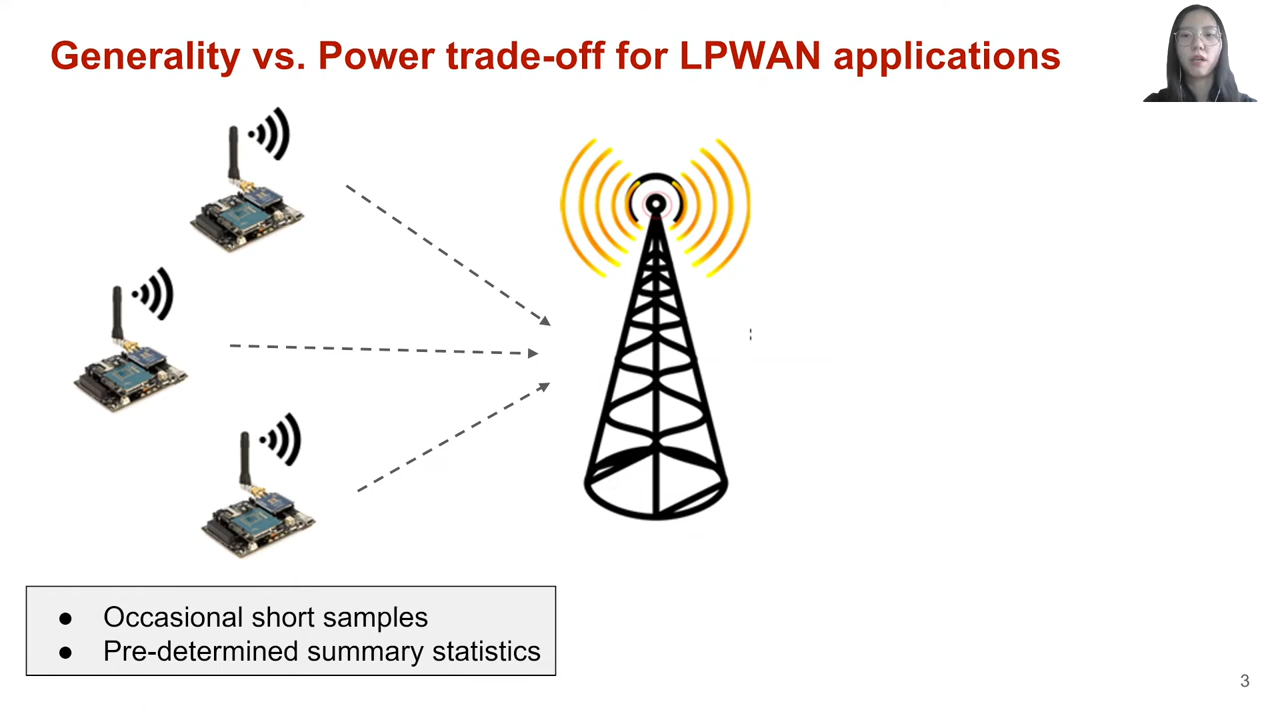 Generality vs. Power trade-off for LPWAN applications
● Occasional short samples
● Pre-determined summary statistics
3